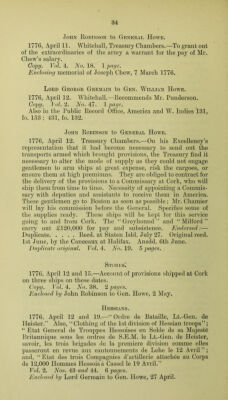 34
John Robinson to General Howe.
1776, April 11. Whitehall, Treasury Chambers.—To grant out
of the extraordinaries of the army a warrant for the pay of Mr.
Chew's salary.
Copy. Vol. 4. No. 18. 1 page.
Enclosing memorial of Joseph Chew, 7 March 1776.
Lord George Germain to Gen. William Howe.
1776, April 12. Whitehall.—Recommends Mr. Ponderson.
Copy. Vol. 2. No. 47. 1 page.
Also in the Public Record Office, America and W. Indies 131,
fo. 133; 431, fo. 132.
John Robinson to General Howe.
1776, April 12. Treasury Chambers.—On his Excellency's
representation that it had become necessary to send out the
transports armed which brought provisions, the Treasury find it
necessary to alter the mode of supply as they could not engage
gentlemen to arm ships at great expense, risk the cargoes, or
ensure them at high premiums. They are obliged to contract for
the delivery of the provisions to a Commissary at Cork, who will
ship them from time to time. Necessity of appointing a Commis-
sary with deputies and assistants to receive them in America.
These gentlemen go to Boston as soon as possible; Mr. Chamier
will lay his commission before the General. Specifies some of
the supplies ready. These ships will be kept for this service
going to and from Cork. The "Greyhound" and "Milford"
carry out £120,000 for pay and subsistence. Endorsed:—
Duplicate. . . . . Reed. at Staten Isld. July 27. Original reed.
1st June, by the Carceaux at Halifax. Ansdd. 6th June.
Duplicate original. Vol. 4. No. 19. 5 pages.
Stores.
1776, April 12 and 15.—Account of provisions shipped at Cork
on three ships on these dates.
Copy. Vol. 4. No. 38. 2 pages.
Enclosed by John Robinson to Gen. Howe, 2 May.
Hessians.
1776, April 12 and 19.—"Ordre de Bataille, Lt.-Gen. de
Heister." Also, "Clothing of the 1st division of Hessian troops";
"Etat General de Trouppes Hessoises en Solde de sa Majesté
Britannique sous les ordres de S.E.M. le Lt.-Gen. de Heister,
savoir, les trois brigades de la premiere division comme elles
passerent en revue aux cantonnements de Lehe le 12 Avril"
and, "Etat des trois Compagnies d'artillerie attachés au Corps
de 12,000 Hommes Hessois à Cassel le 19 Avril."
Vol. 2. Nos. 43 and 44. 6 pages.
Enclosed by Lord Germain to Gen. Howe, 27 April.